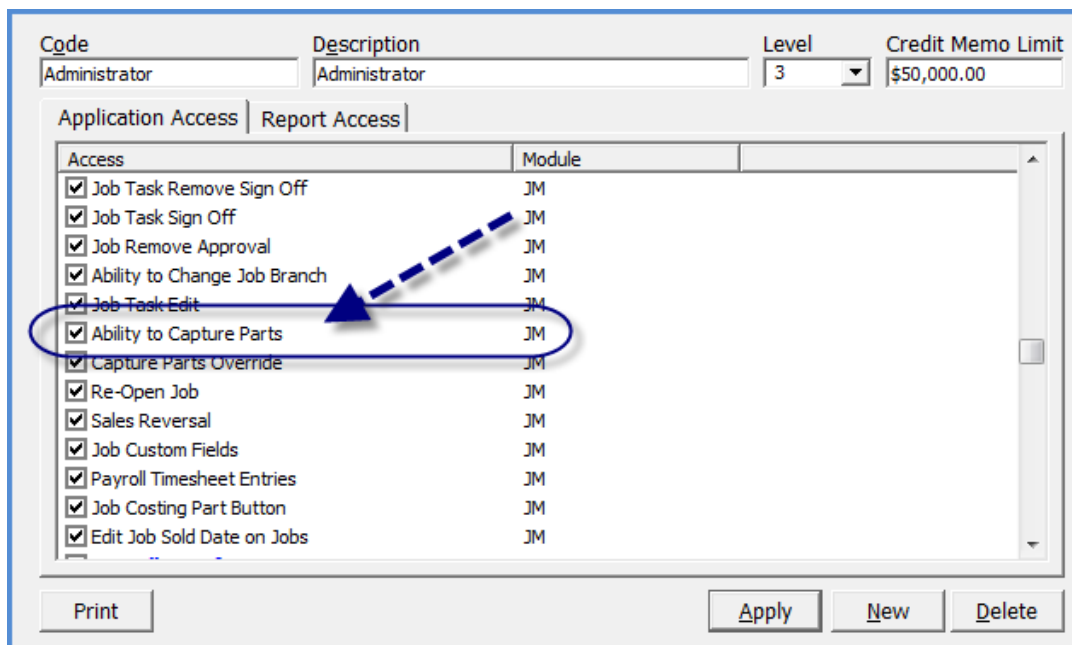 Code Description Level Credit Memo Limit
Administrator Administrator 3 $50,000.00
Application Access Report Access
Access Module
Job Task Remove Sign Off JM
Job Task Sign Off JM
Job Remove Approval JM
Ability to Change Job Branch JM
Job Task Edit JM
Ability to Capture Parts JM
Capture Parts Override JM
Re-Open Job JM
Sales Reversal JM
Job Custom Fields JM
Payroll Timesheet Entries JM
Job Costing Part Button JM
Edit Job Sold Date on Jobs JM
Print Apply New Delete